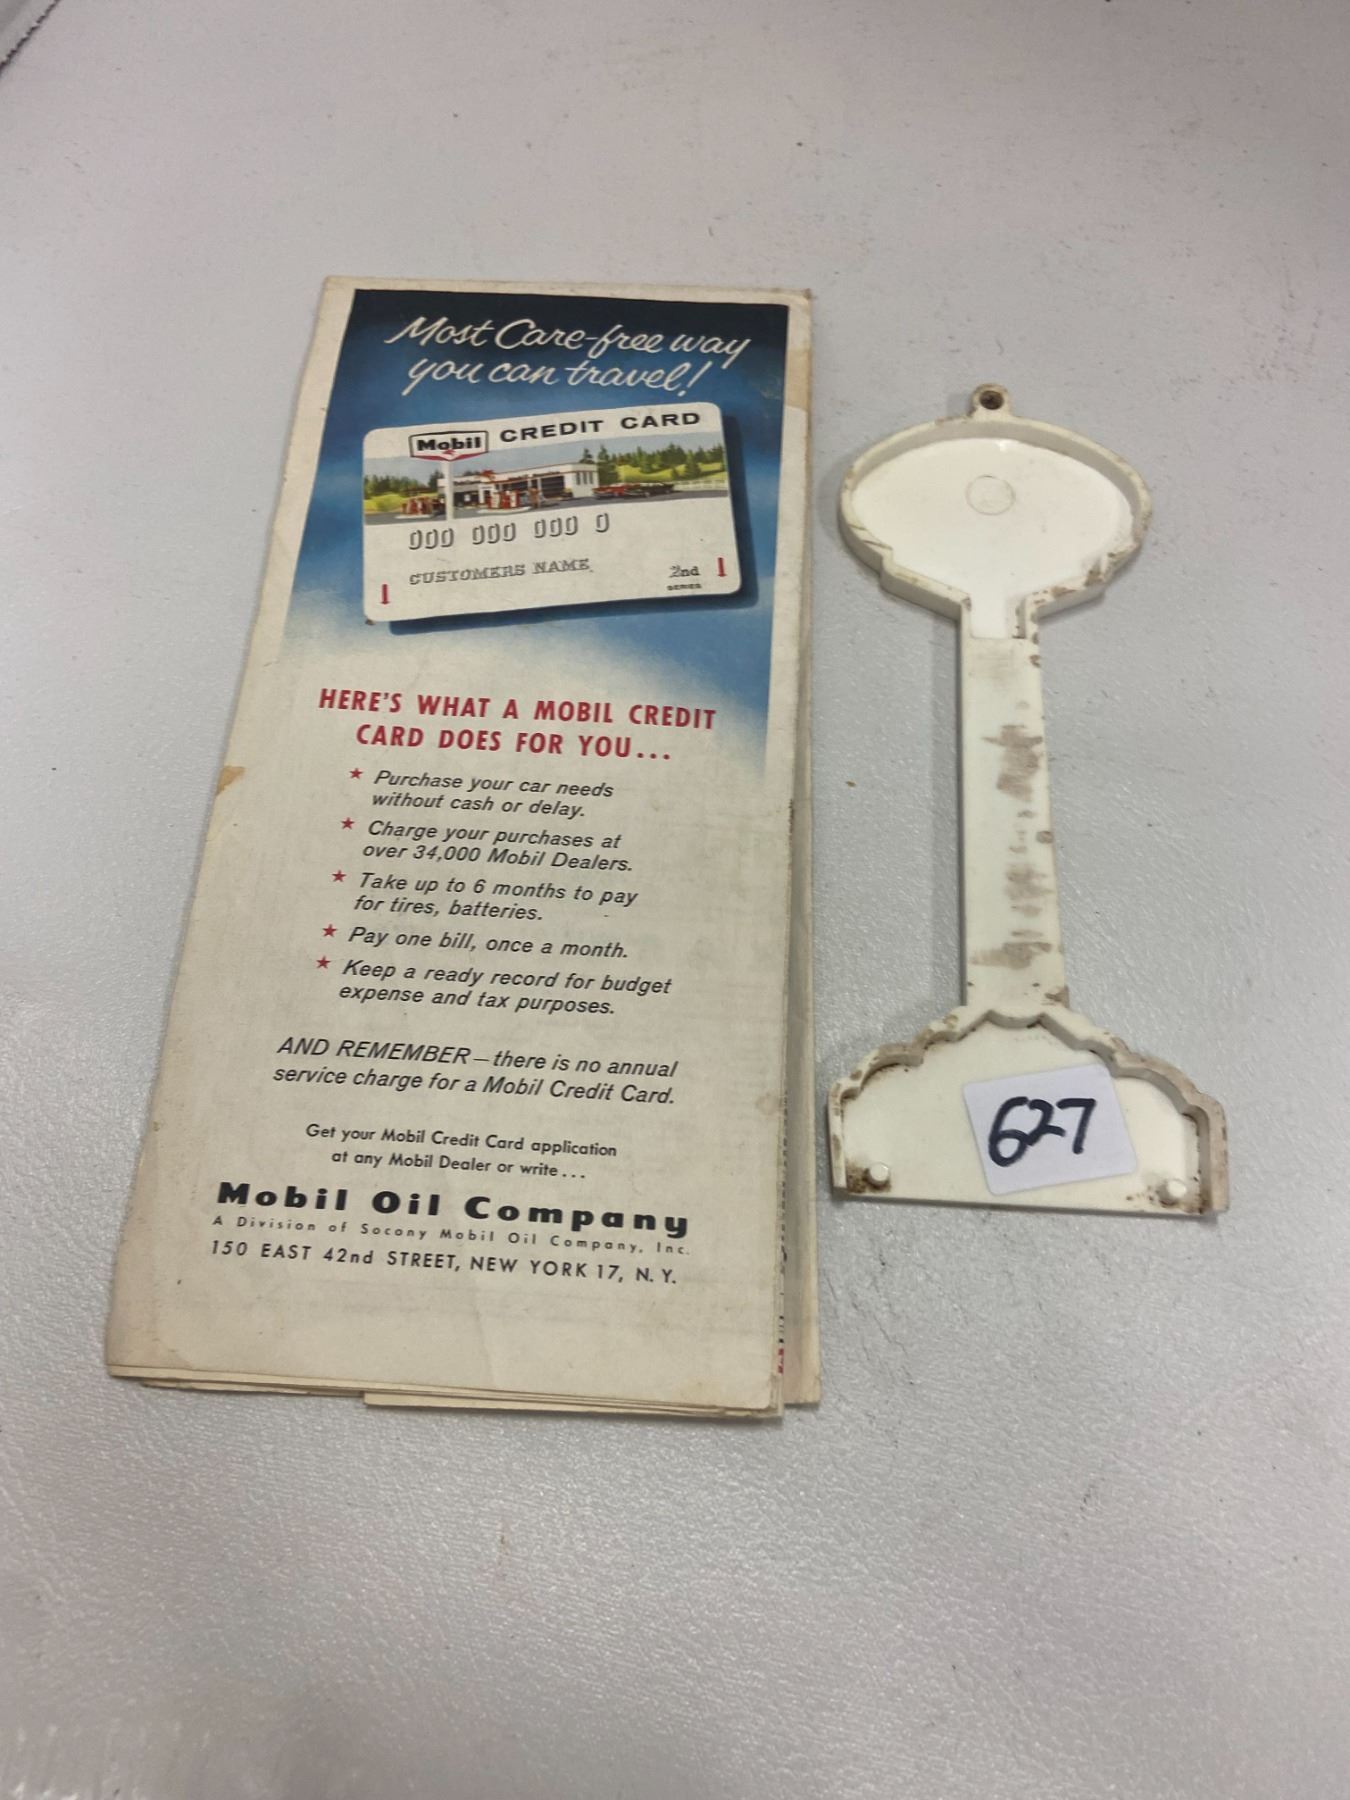 Most Care-free way
you can travel!
Mobil CREDIT CARD
000 000 000 0
CUSTOMERS NAME
2nd
SERIES
1
1
HERE'S WHAT A MOBIL CREDIT
CARD DOES FOR YOU...
★ Purchase your car needs
without cash or delay.
★ Charge your purchases at
over 34,000 Mobil Dealers.
★ Take up to 6 months to pay
for tires, batteries.
★ Pay one bill, once a month.
★ Keep a ready record for budget
expense and tax purposes.
AND REMEMBER—there is no annual
service charge for a Mobil Credit Card.
Get your Mobil Credit Card application
at any Mobil Dealer or write...
Mobil Oil Company
A Division of Socony Mobil Oil Company, Inc.
150 EAST 42nd STREET, NEW YORK 17, N. Y.
627